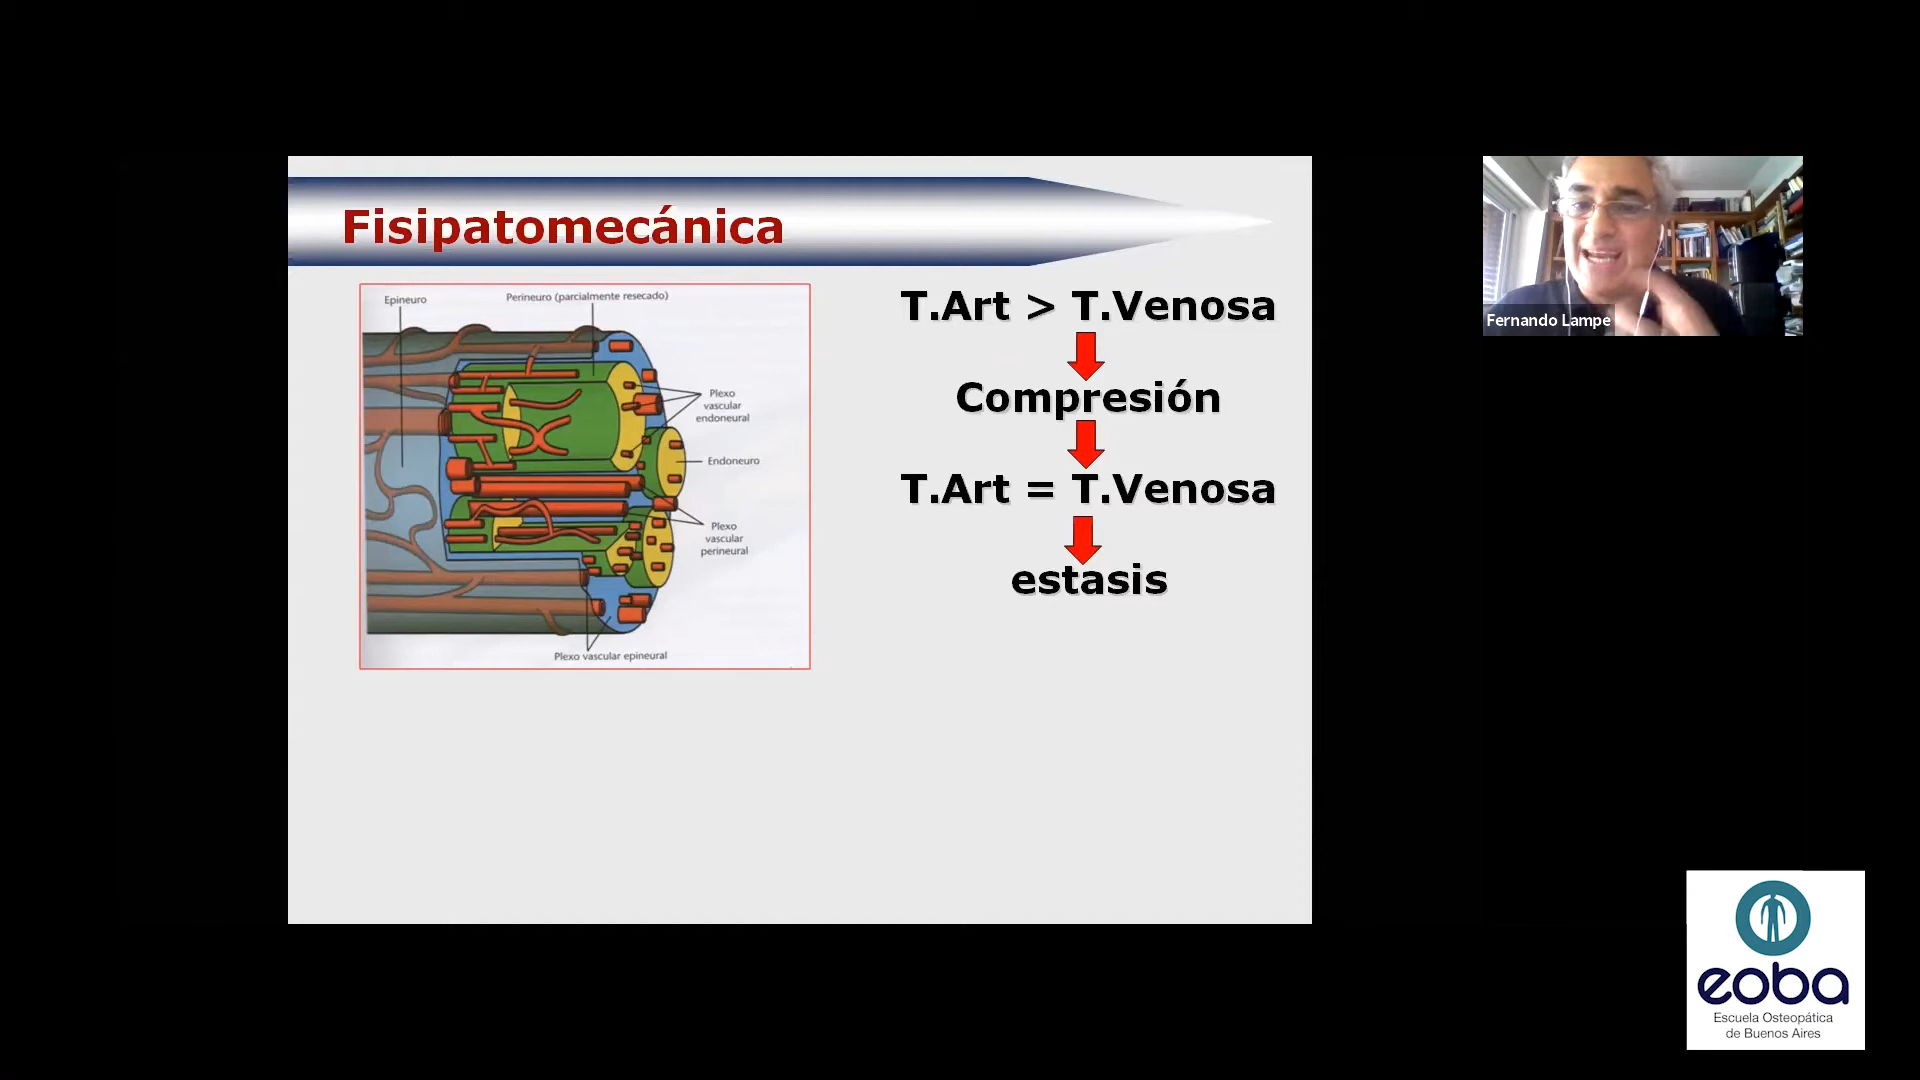 Fisipatomecánica
Epineuro
Perineuro (parcialmente resecado)
Plexo
vascular
endoneural
Endoneuro
Plexo
vascular
perineural
Plexo vascular epineural
T.Art > T.Venosa
Compresión
T.Art = T.Venosa
estasis
Fernando Lampe
eoba
Escuela Osteopática
de Buenos Aires